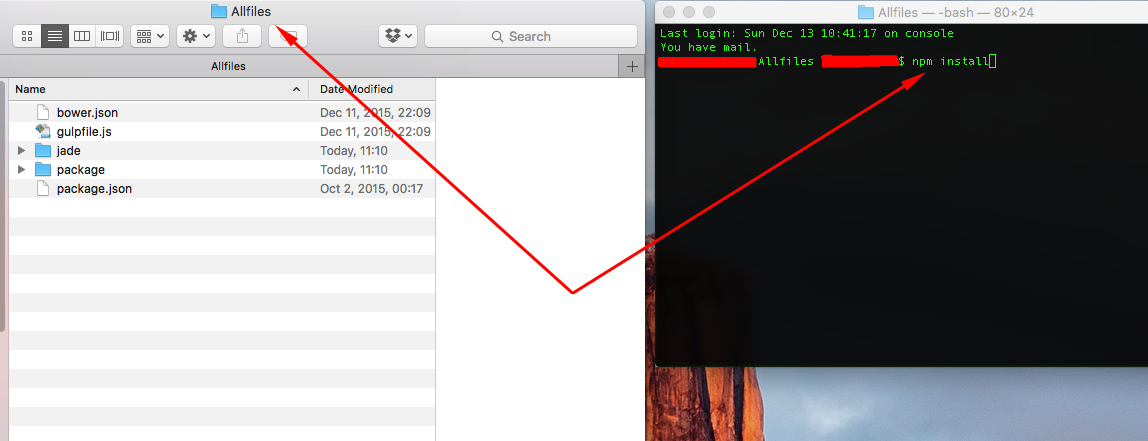 Allfiles
Search
Allfiles
Name
Date Modified
bower.json
Dec 11, 2015, 22:09
gulpfile.js
Dec 11, 2015, 22:09
jade
Today, 11:10
package
Today, 11:10
package.json
Oct 2, 2015, 00:17
Allfiles — -bash — 80×24
Last login: Sun Dec 13 10:41:17 on console
You have mail.
Allfiles $ npm install